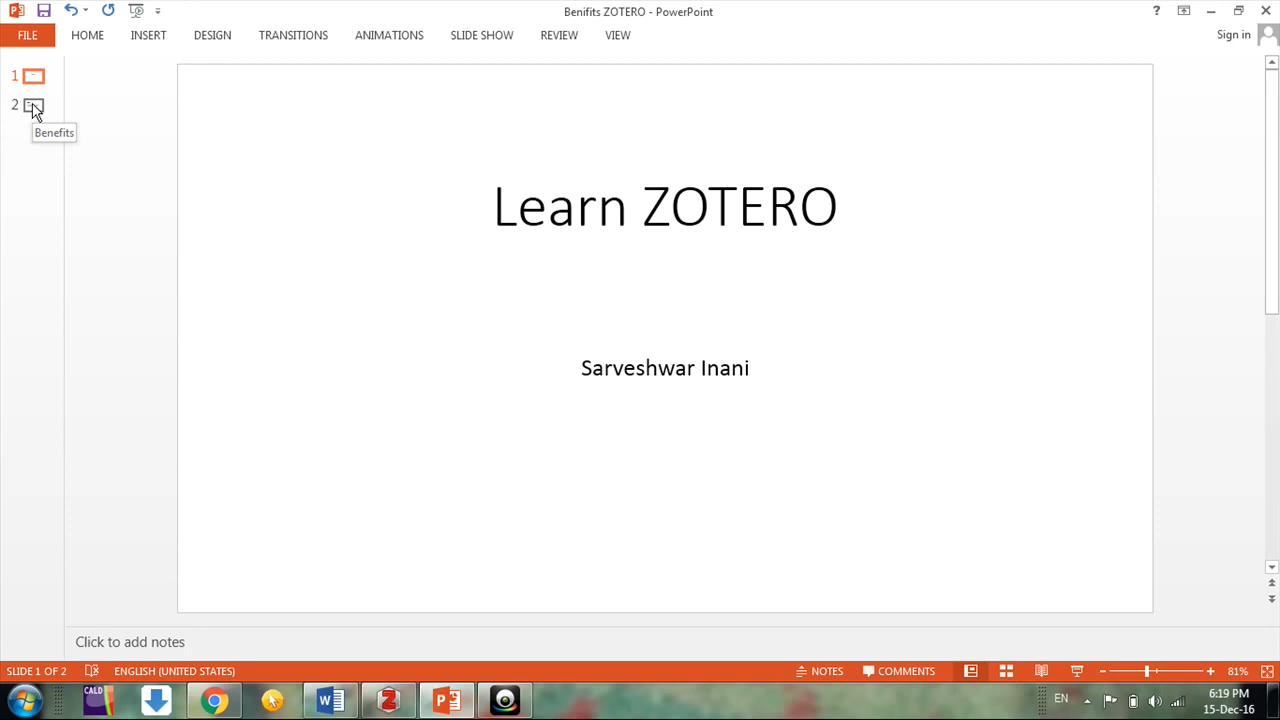 Benifits ZOTERO - PowerPoint
?
FILE HOME INSERT DESIGN TRANSITIONS ANIMATIONS SLIDE SHOW REVIEW VIEW Sign in
1
2
Benefits
Learn ZOTERO
Sarveshwar Inani
Click to add notes
SLIDE 1 OF 2 ENGLISH (UNITED STATES) NOTES COMMENTS 81%
CALD
EN
6:19 PM
15-Dec-16